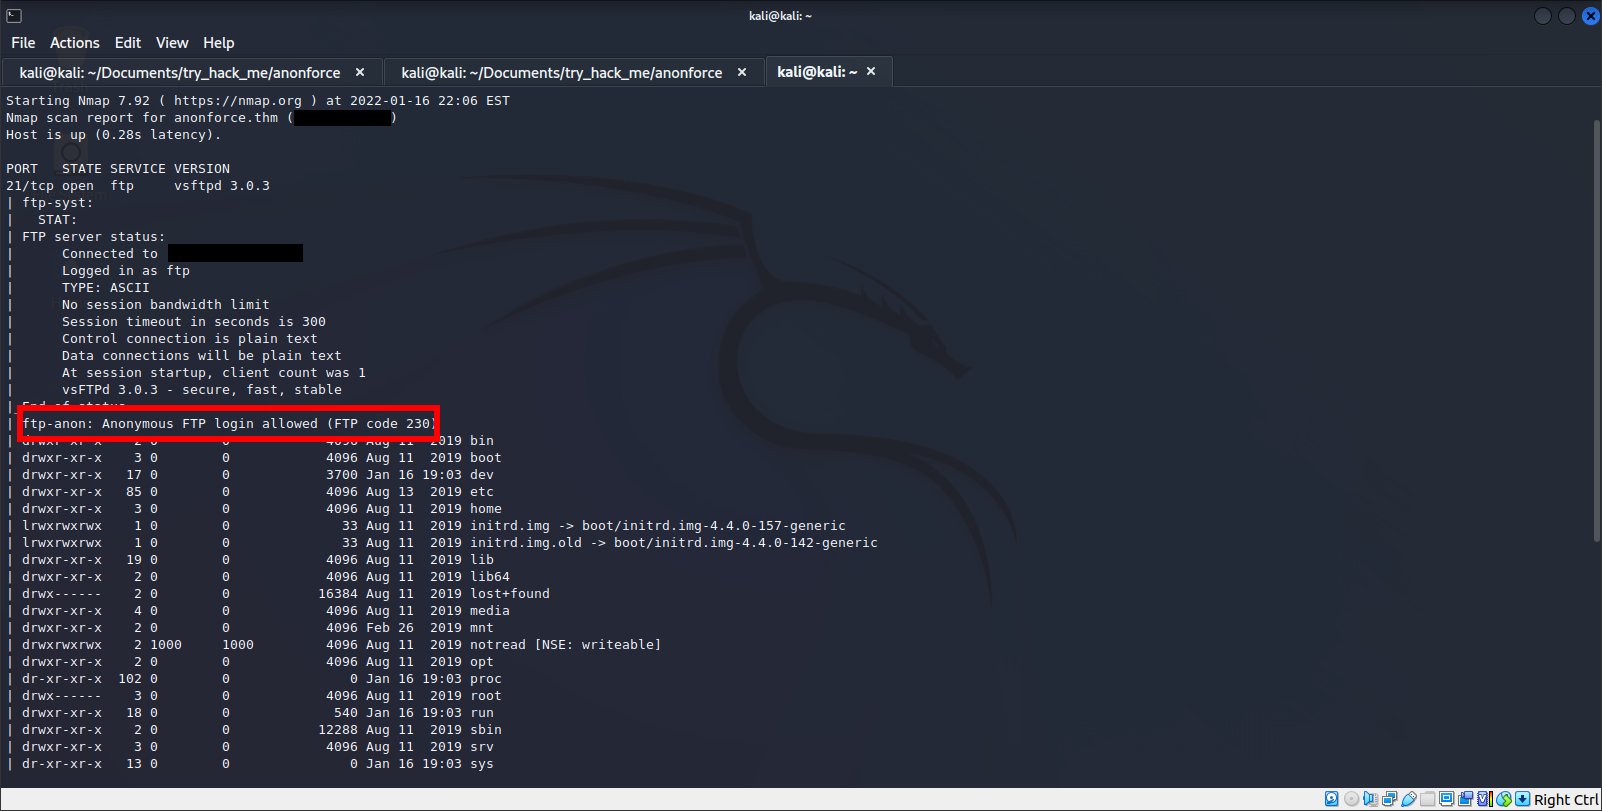 kali@kali: ~
File Actions Edit View Help
kali@kali: ~/Documents/try_hack_me/anonforce × kali@kali: ~/Documents/try_hack_me/anonforce × kali@kali: ~ ×
Starting Nmap 7.92 ( https://nmap.org ) at 2022-01-16 22:06 EST
Nmap scan report for anonforce.thm ( )
Host is up (0.28s latency).
PORT   STATE SERVICE VERSION
21/tcp open  ftp     vsftpd 3.0.3
| ftp-syst:
|   STAT:
| FTP server status:
|      Connected to
|      Logged in as ftp
|      TYPE: ASCII
|      No session bandwidth limit
|      Session timeout in seconds is 300
|      Control connection is plain text
|      Data connections will be plain text
|      At session startup, client count was 1
|      vsFTPd 3.0.3 - secure, fast, stable
|_End of status
| ftp-anon: Anonymous FTP login allowed (FTP code 230)
| drwxr-xr-x   2 0        0            4096 Aug 11  2019 bin
| drwxr-xr-x   3 0        0            4096 Aug 11  2019 boot
| drwxr-xr-x  17 0        0            3700 Jan 16 19:03 dev
| drwxr-xr-x  85 0        0            4096 Aug 13  2019 etc
| drwxr-xr-x   3 0        0            4096 Aug 11  2019 home
| lrwxrwxrwx   1 0        0              33 Aug 11  2019 initrd.img -> boot/initrd.img-4.4.0-157-generic
| lrwxrwxrwx   1 0        0              33 Aug 11  2019 initrd.img.old -> boot/initrd.img-4.4.0-142-generic
| drwxr-xr-x  19 0        0            4096 Aug 11  2019 lib
| drwxr-xr-x   2 0        0            4096 Aug 11  2019 lib64
| drwx------   2 0        0           16384 Aug 11  2019 lost+found
| drwxr-xr-x   4 0        0            4096 Aug 11  2019 media
| drwxr-xr-x   2 0        0            4096 Feb 26  2019 mnt
| drwxrwxrwx   2 1000     1000         4096 Aug 11  2019 notread [NSE: writeable]
| drwxr-xr-x   2 0        0            4096 Aug 11  2019 opt
| dr-xr-xr-x 102 0        0               0 Jan 16 19:03 proc
| drwx------   3 0        0            4096 Aug 11  2019 root
| drwxr-xr-x  18 0        0             540 Jan 16 19:03 run
| drwxr-xr-x   2 0        0           12288 Aug 11  2019 sbin
| drwxr-xr-x   3 0        0            4096 Aug 11  2019 srv
| dr-xr-xr-x  13 0        0               0 Jan 16 19:03 sys
Right Ctrl